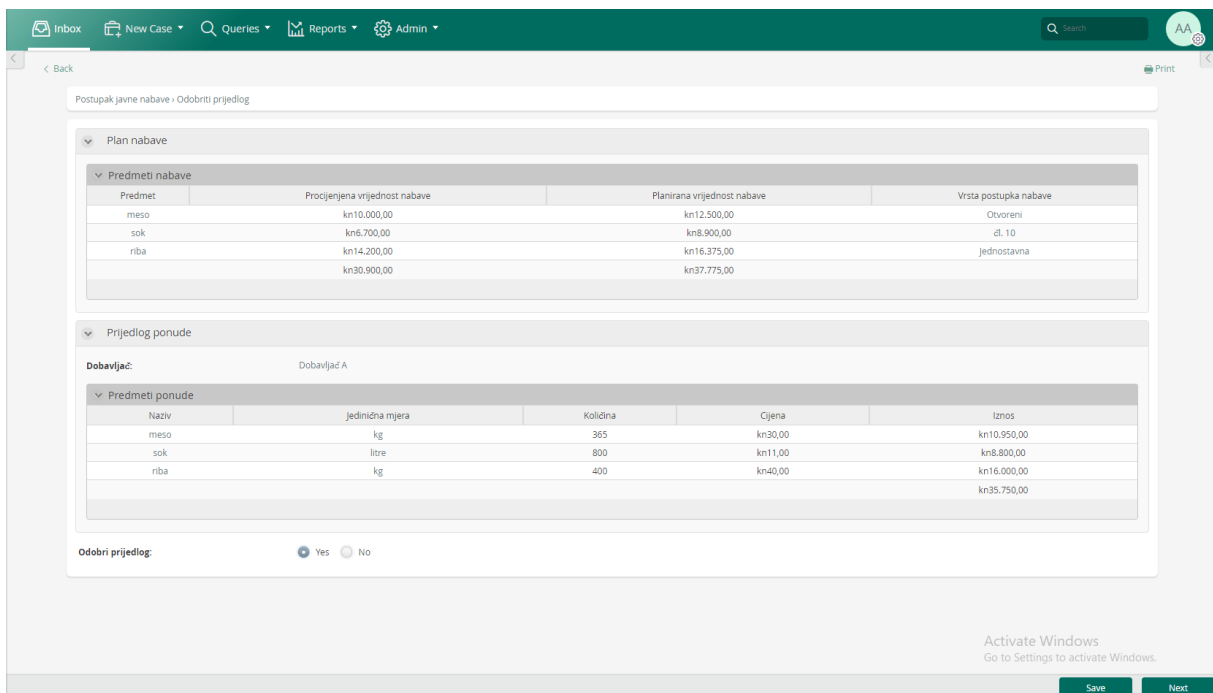 Inbox New Case Queries Reports Admin Search AA
< Back Print
Postupak javne nabave › Odobriti prijedlog
Plan nabave
Predmeti nabave
Predmet Procijenjena vrijednost nabave Planirana vrijednost nabave Vrsta postupka nabave
meso kn10.000,00 kn12.500,00 Otvoreni
sok kn6.700,00 kn8.900,00 čl. 10
riba kn14.200,00 kn16.375,00 Jednostavna
kn30.900,00 kn37.775,00
Prijedlog ponude
Dobavljač: Dobavljač A
Predmeti ponude
Naziv Jedinična mjera Količina Cijena Iznos
meso kg 365 kn30,00 kn10.950,00
sok litre 800 kn11,00 kn8.800,00
riba kg 400 kn40,00 kn16.000,00
kn35.750,00
Odobri prijedlog: Yes No
Activate Windows
Go to Settings to activate Windows.
Save Next